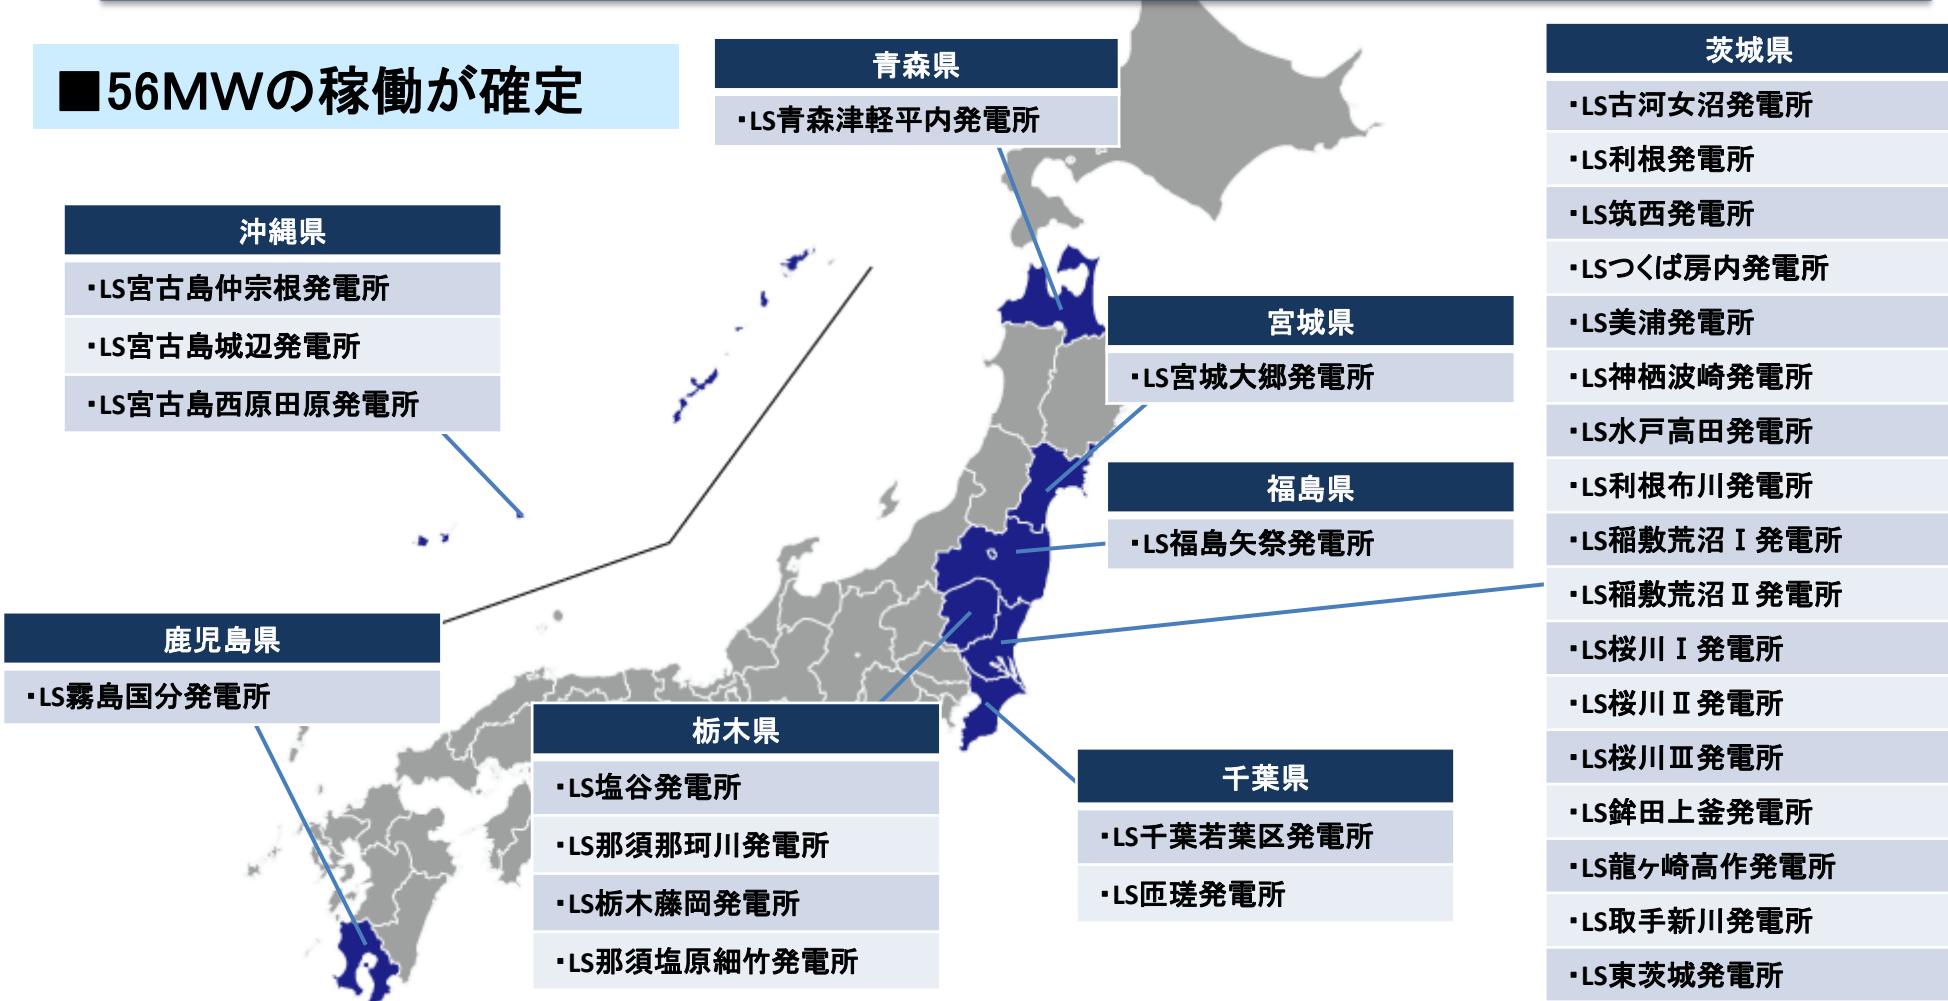 ■56MWの稼働が確定
青森県
・LS青森津軽平内発電所
沖縄県
・LS宮古島仲宗根発電所
・LS宮古島城辺発電所
・LS宮古島西原田原発電所
宮城県
・LS宮城大郷発電所
福島県
・LS福島矢祭発電所
鹿児島県
・LS霧島国分発電所
栃木県
・LS塩谷発電所
・LS那須那珂川発電所
・LS栃木藤岡発電所
・LS那須塩原細竹発電所
千葉県
・LS千葉若葉区発電所
・LS匝瑳発電所
茨城県
・LS古河女沼発電所
・LS利根発電所
・LS筑西発電所
・LSつくば房内発電所
・LS美浦発電所
・LS神栖波崎発電所
・LS水戸高田発電所
・LS利根布川発電所
・LS稲敷荒沼Ⅰ発電所
・LS稲敷荒沼Ⅱ発電所
・LS桜川Ⅰ発電所
・LS桜川Ⅱ発電所
・LS桜川Ⅲ発電所
・LS鉾田上釜発電所
・LS龍ヶ崎高作発電所
・LS取手新川発電所
・LS東茨城発電所